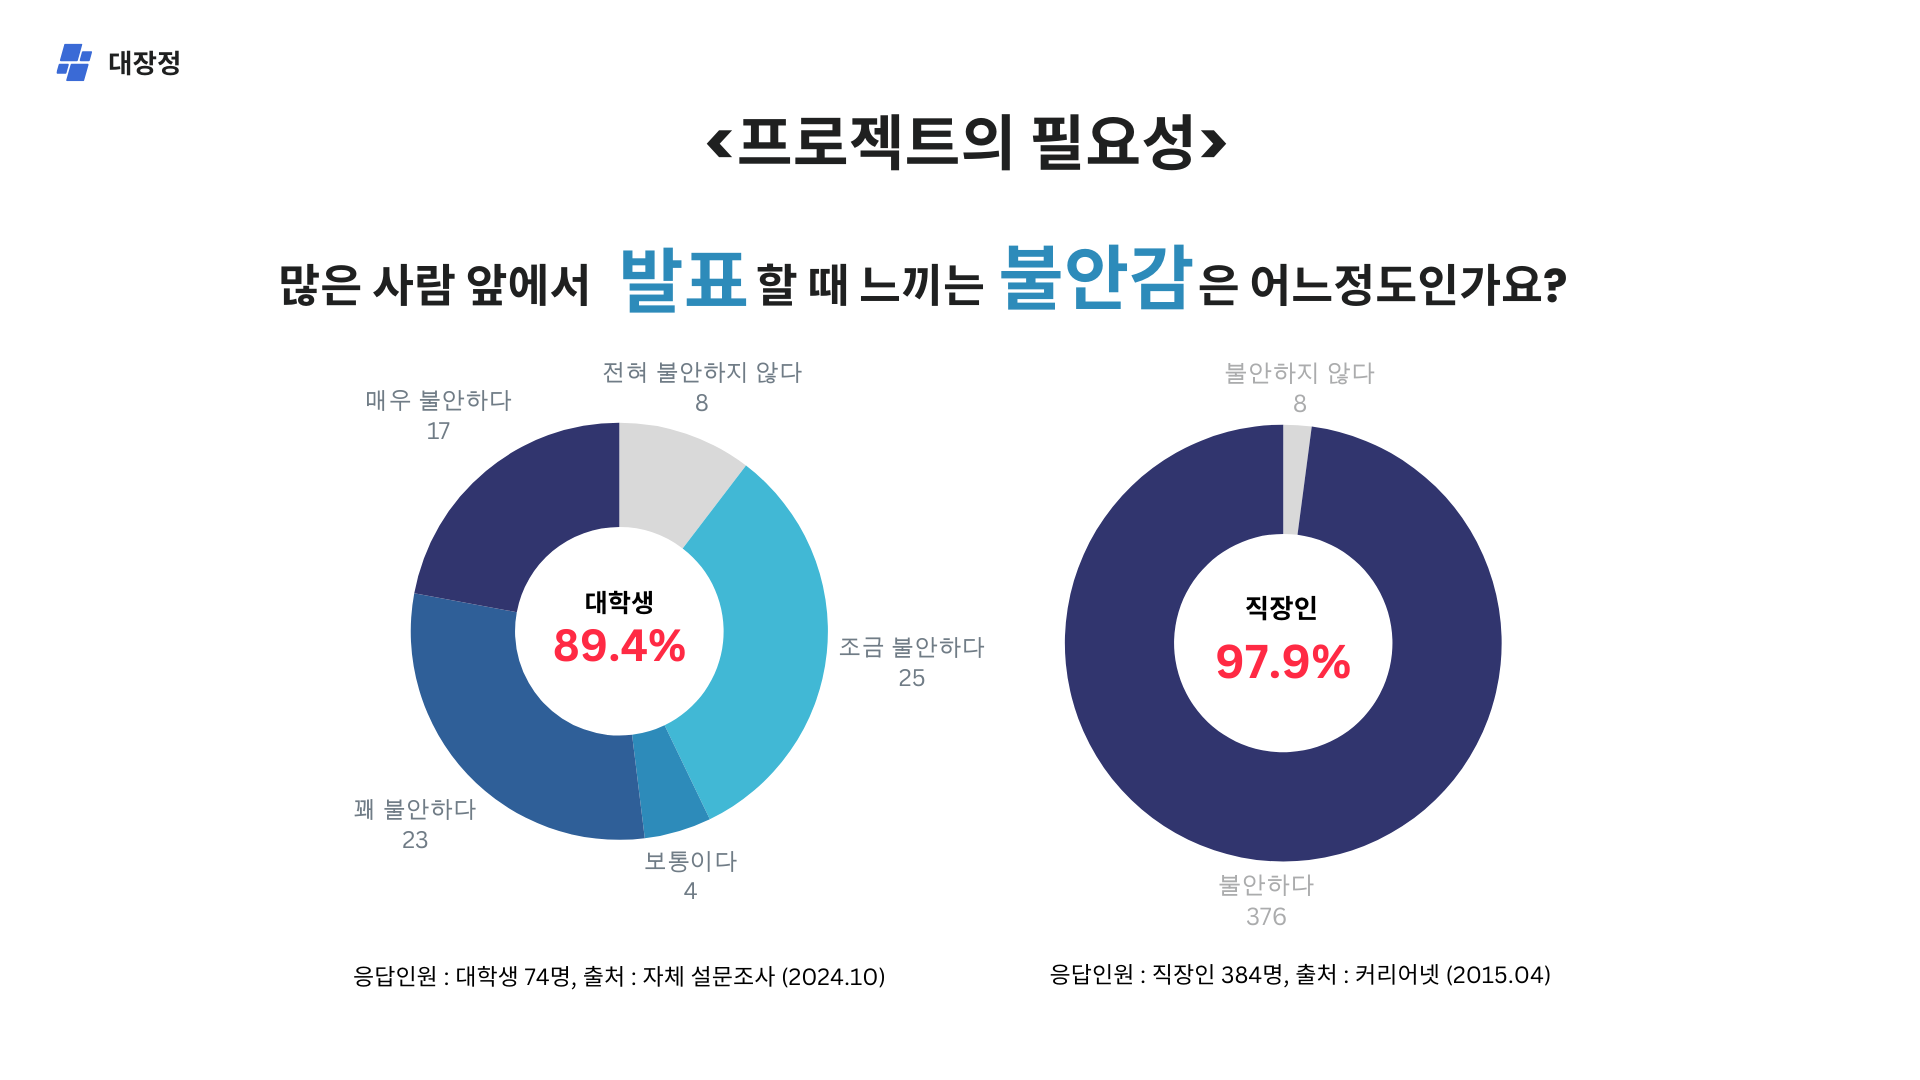 대장정
<프로젝트의 필요성>
많은 사람 앞에서 발표 할 때 느끼는 불안감 은 어느정도인가요?
전혀 불안하지 않다
8
매우 불안하다
17
대학생
89.4%
조금 불안하다
25
꽤 불안하다
23
보통이다
4
응답인원 : 대학생 74명, 출처 : 자체 설문조사 (2024.10)
불안하지 않다
8
직장인
97.9%
불안하다
376
응답인원 : 직장인 384명, 출처 : 커리어넷 (2015.04)